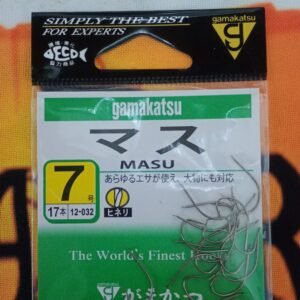 SIMPLY THE BEST
FOR EXPERTS
gamakatsu
gamakatsu
マス
MASU
7号
17本 12-032
ヒネリ
あらゆるエサが使え、大物にも対応
The World's Finest Hooks
がまかつ